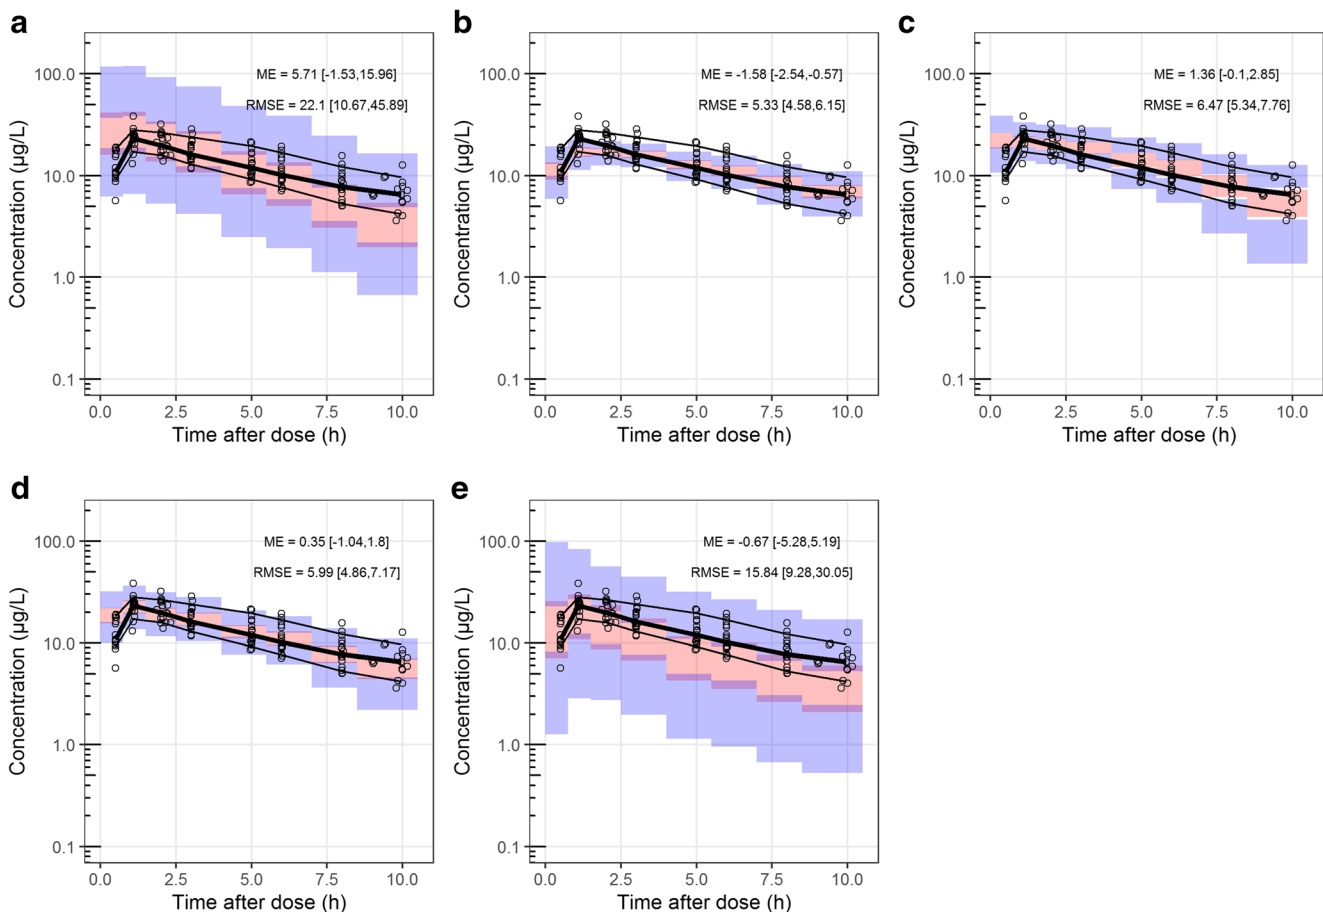 a
ME = 5.71 [-1.53,15.96]
RMSE = 22.1 [10.67,45.89]
Concentration (µg/L)
100.0
10.0
1.0
0.1
0.0 2.5 5.0 7.5 10.0
Time after dose (h)
b
ME = -1.58 [-2.54,-0.57]
RMSE = 5.33 [4.58,6.15]
Concentration (µg/L)
100.0
10.0
1.0
0.1
0.0 2.5 5.0 7.5 10.0
Time after dose (h)
c
ME = 1.36 [-0.1,2.85]
RMSE = 6.47 [5.34,7.76]
Concentration (µg/L)
100.0
10.0
1.0
0.1
0.0 2.5 5.0 7.5 10.0
Time after dose (h)
d
ME = 0.35 [-1.04,1.8]
RMSE = 5.99 [4.86,7.17]
Concentration (µg/L)
100.0
10.0
1.0
0.1
0.0 2.5 5.0 7.5 10.0
Time after dose (h)
e
ME = -0.67 [-5.28,5.19]
RMSE = 15.84 [9.28,30.05]
Concentration (µg/L)
100.0
10.0
1.0
0.1
0.0 2.5 5.0 7.5 10.0
Time after dose (h)